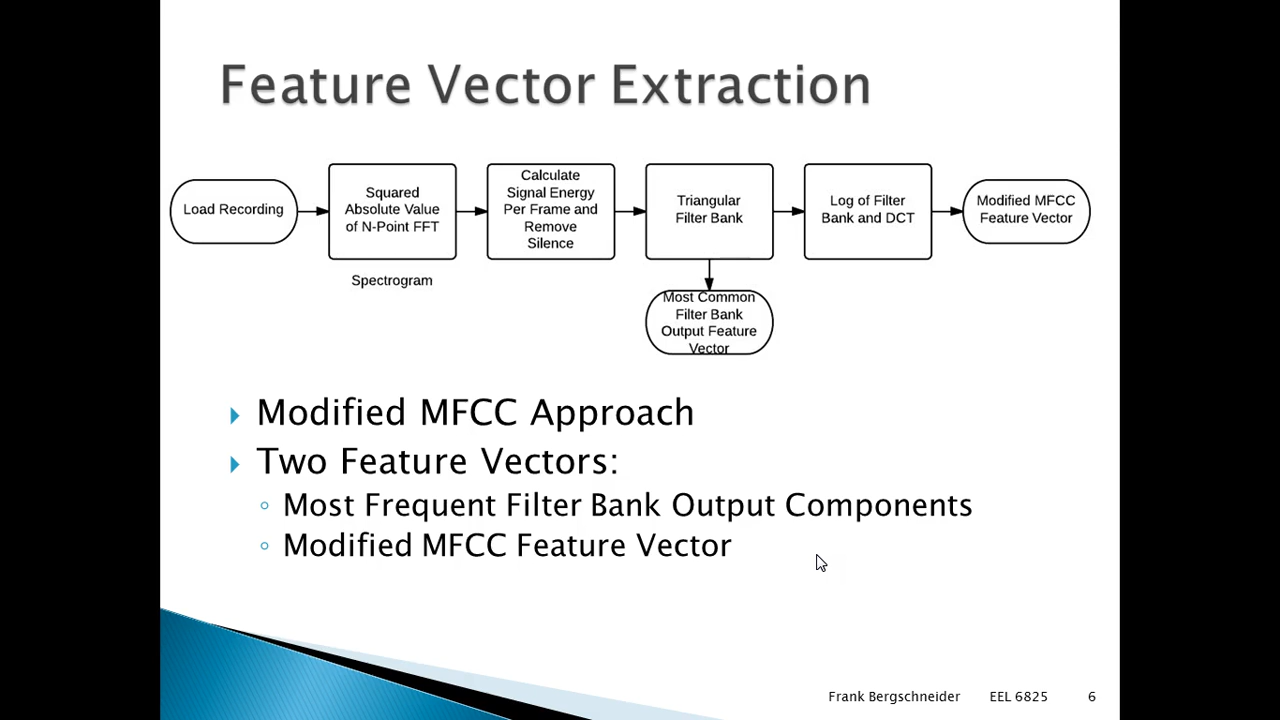 Feature Vector Extraction
Load Recording
Squared
Absolute Value
of N-Point FFT
Spectrogram
Calculate
Signal Energy
Per Frame and
Remove
Silence
Triangular
Filter Bank
Most Common
Filter Bank
Output Feature
Vector
Log of Filter
Bank and DCT
Modified MFCC
Feature Vector
Modified MFCC Approach
Two Feature Vectors:
Most Frequent Filter Bank Output Components
Modified MFCC Feature Vector
Frank Bergschneider EEL 6825 6